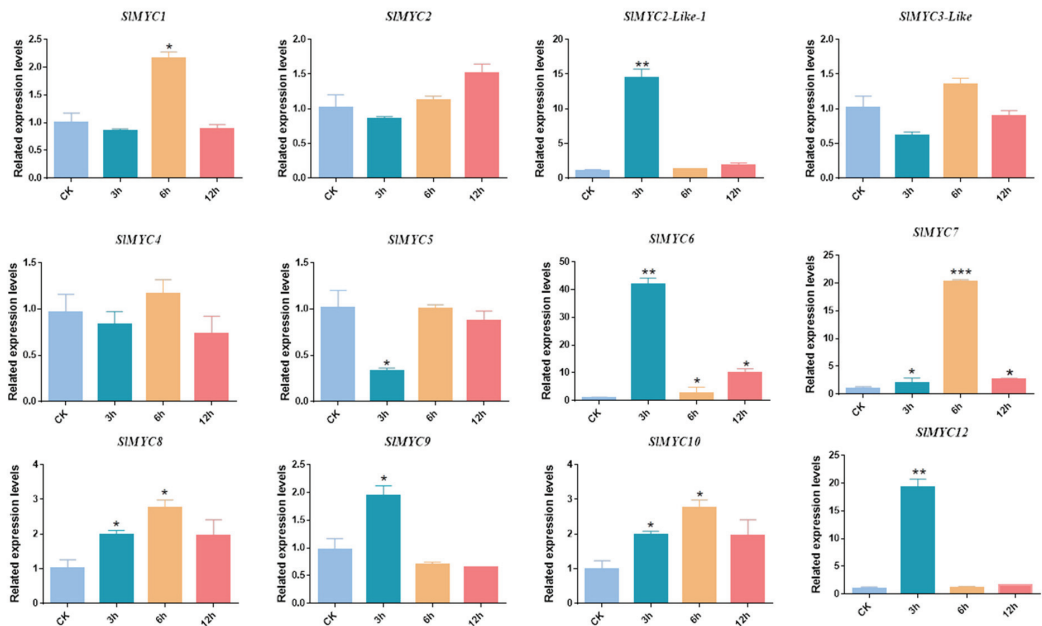 SlMYC1
Related expression levels
2.5
2.0
1.5
1.0
0.5
0.0
*
CK
3h
6h
12h
SlMYC2
Related expression levels
2.0
1.5
1.0
0.5
0.0
CK
3h
6h
12h
SlMYC2-Like-1
Related expression levels
20
15
10
5
0
**
CK
3h
6h
12h
SlMYC3-Like
Related expression levels
2.0
1.5
1.0
0.5
0.0
CK
3h
6h
12h
SlMYC4
Related expression levels
1.5
1.0
0.5
0.0
CK
3h
6h
12h
SlMYC5
Related expression levels
1.5
1.0
0.5
0.0
*
CK
3h
6h
12h
SlMYC6
Related expression levels
50
40
30
20
10
0
**
*
*
CK
3h
6h
12h
SlMYC7
Related expression levels
25
20
15
10
5
0
*
***
*
CK
3h
6h
12h
SlMYC8
Related expression levels
4
3
2
1
0
*
*
CK
3h
6h
12h
SlMYC9
Related expression levels
2.5
2.0
1.5
1.0
0.5
0.0
*
CK
3h
6h
12h
SlMYC10
Related expression levels
4
3
2
1
0
*
*
CK
3h
6h
12h
SlMYC12
Related expression levels
25
20
15
10
5
0
**
CK
3h
6h
12h